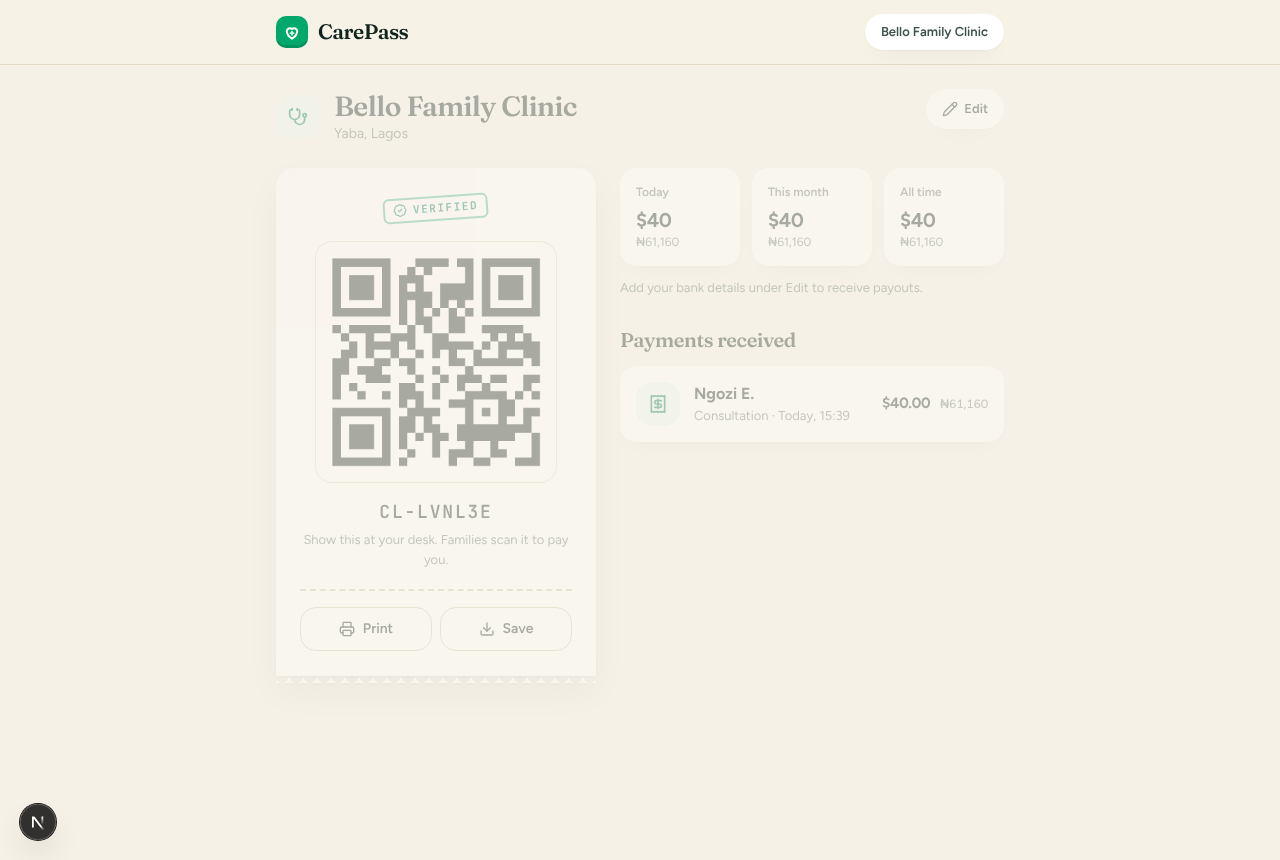 CarePass
Bello Family Clinic
Bello Family Clinic
Yaba, Lagos
Edit
VERIFIED
CL-LVNL3E
Show this at your desk. Families scan it to pay
you.
Print
Save
Today
$40
₦61,160
This month
$40
₦61,160
All time
$40
₦61,160
Add your bank details under Edit to receive payouts.
Payments received
Ngozi E.
Consultation · Today, 15:39
$40.00 ₦61,160
N